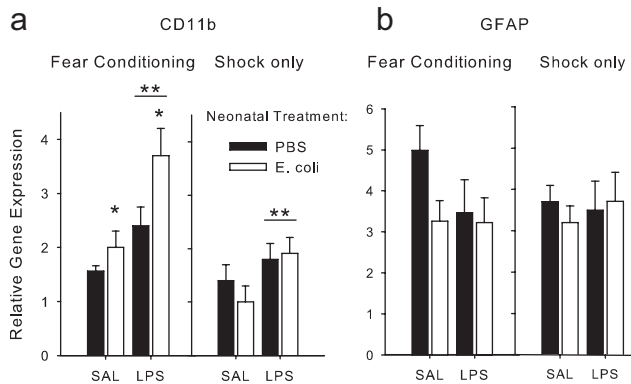 a
CD11b
Fear Conditioning
Shock only
Relative Gene Expression
4
3
2
1
0
**
*
*
**
Neonatal Treatment:
PBS
E. coli
SAL
LPS
SAL
LPS
b
GFAP
Fear Conditioning
Shock only
6
5
4
3
2
1
0
SAL
LPS
SAL
LPS